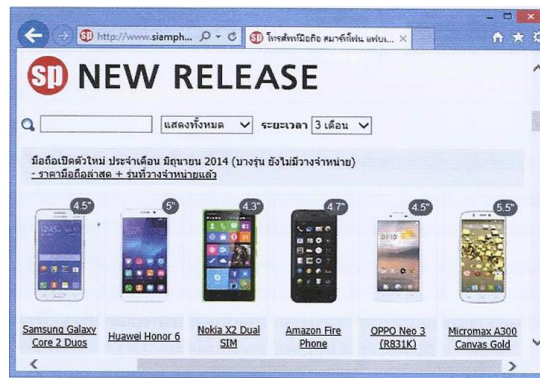 http://www.siamph...
โทรศัพท์มือถือ สมาร์ทโฟน แฟบเ...
sp NEW RELEASE
แสดงทั้งหมด ระยะเวลา 3 เดือน
มือถือเปิดตัวใหม่ ประจำเดือน มิถุนายน 2014 (บางรุ่น ยังไม่มีวางจำหน่าย)
- ราคามือถือล่าสุด + รุ่นที่วางจำหน่ายแล้ว
4.5" 5" 4.3" 4.7" 4.5" 5.5"
Samsung Galaxy Core 2 Duos
Huawei Honor 6
Nokia X2 Dual SIM
Amazon Fire Phone
OPPO Neo 3 (R831K)
Micromax A300 Canvas Gold